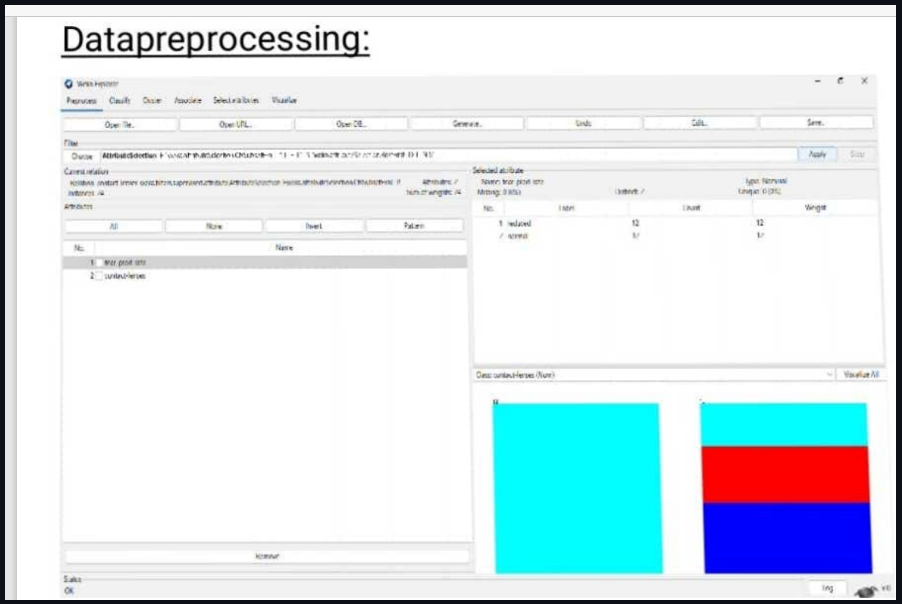 Datapreprocessing:
Weka Explorer
Preprocess Classify Cluster Associate Select attributes Visualize
Open file... Open URL... Open DB... Generate... Undo Edit... Save...
Filter
Choose AttributeSelection
Apply Stop
Current relation
Instances: 24
Attributes: 2
Sum of weights: 24
Selected attribute
Name: tear-prod-rate
Type: Nominal
Missing: 0 (0%)
Distinct: 2
Unique: 0 (0%)
Attributes
All None Invert Pattern
No. Name
1 tear-prod-rate
2 contact-lenses
No. Label Count Weight
1 reduced 12 12
2 normal 12 12
Class: contact-lenses (Nom) Visualize All
Remove
Status
OK
Log
x 0